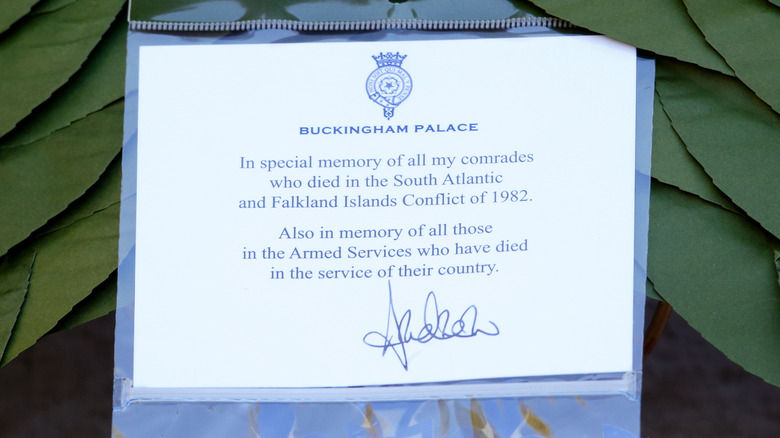 BUCKINGHAM PALACE
In special memory of all my comrades
who died in the South Atlantic
and Falkland Islands Conflict of 1982.
Also in memory of all those
in the Armed Services who have died
in the service of their country.
Andrew